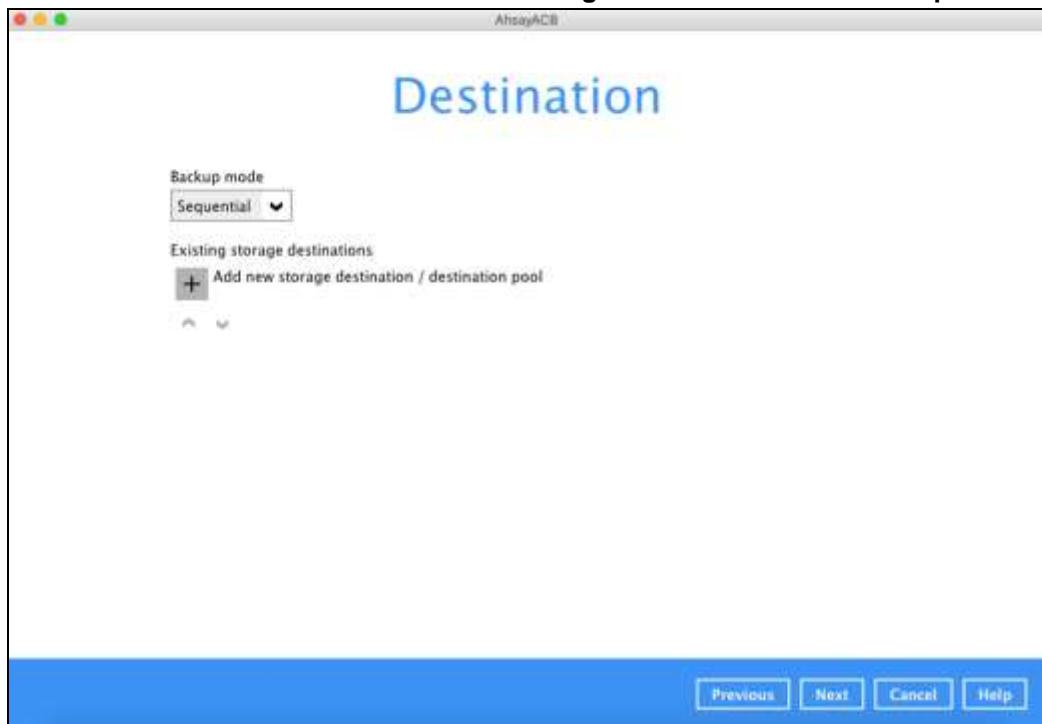 AhsayACB
Destination
Backup mode
Sequential
Existing storage destinations
Add new storage destination / destination pool
Previous Next Cancel Help